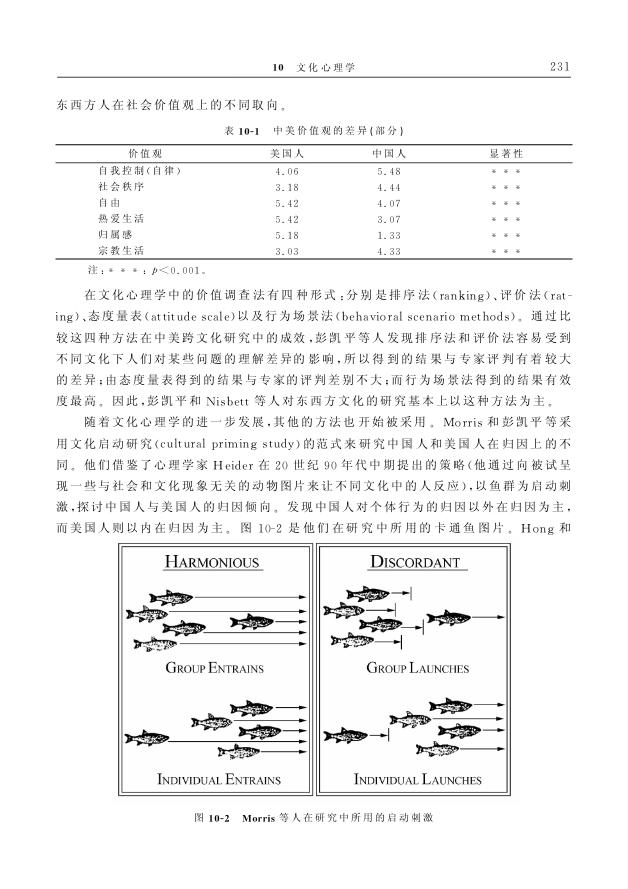 10 文化心理学 231
东西方人在社会价值观上的不同取向。
表 10-1 中美价值观的差异(部分)
价值观 美国人 中国人 显著性
自我控制(自律) 4.06 5.48 ***
社会秩序 3.18 4.44 ***
自由 5.42 4.07 ***
热爱生活 5.42 3.07 ***
归属感 5.18 1.33 ***
宗教生活 3.03 4.33 ***
注:***:p<0.001。
在文化心理学中的价值调查法有四种形式:分别是排序法(ranking)、评价法(rat-
ing)、态度量表(attitude scale)以及行为场景法(behavioral scenario methods)。通过比
较这四种方法在中美跨文化研究中的成效,彭凯平等人发现排序法和评价法容易受到
不同文化下人们对某些问题的理解差异的影响,所以得到的结果与专家评判有着较大
的差异;由态度量表得到的结果与专家的评判差别不大;而行为场景法得到的结果有效
度最高。因此,彭凯平和 Nisbett 等人对东西方文化的研究基本上以这种方法为主。
随着文化心理学的进一步发展,其他的方法也开始被采用。Morris 和彭凯平等采
用文化启动研究(cultural priming study)的范式来研究中国人和美国人在归因上的不
同。他们借鉴了心理学家 Heider 在 20 世纪 90 年代中期提出的策略(他通过向被试呈
现一些与社会和文化现象无关的动物图片来让不同文化中的人反应),以鱼群为启动刺
激,探讨中国人与美国人的归因倾向。发现中国人对个体行为的归因以外在归因为主,
而美国人则以内在归因为主。图 10-2 是他们在研究中所用的卡通鱼图片。Hong 和
HARMONIOUS
GROUP ENTRAINS
INDIVIDUAL ENTRAINS
DISCORDANT
GROUP LAUNCHES
INDIVIDUAL LAUNCHES
图 10-2 Morris 等人在研究中所用的启动刺激